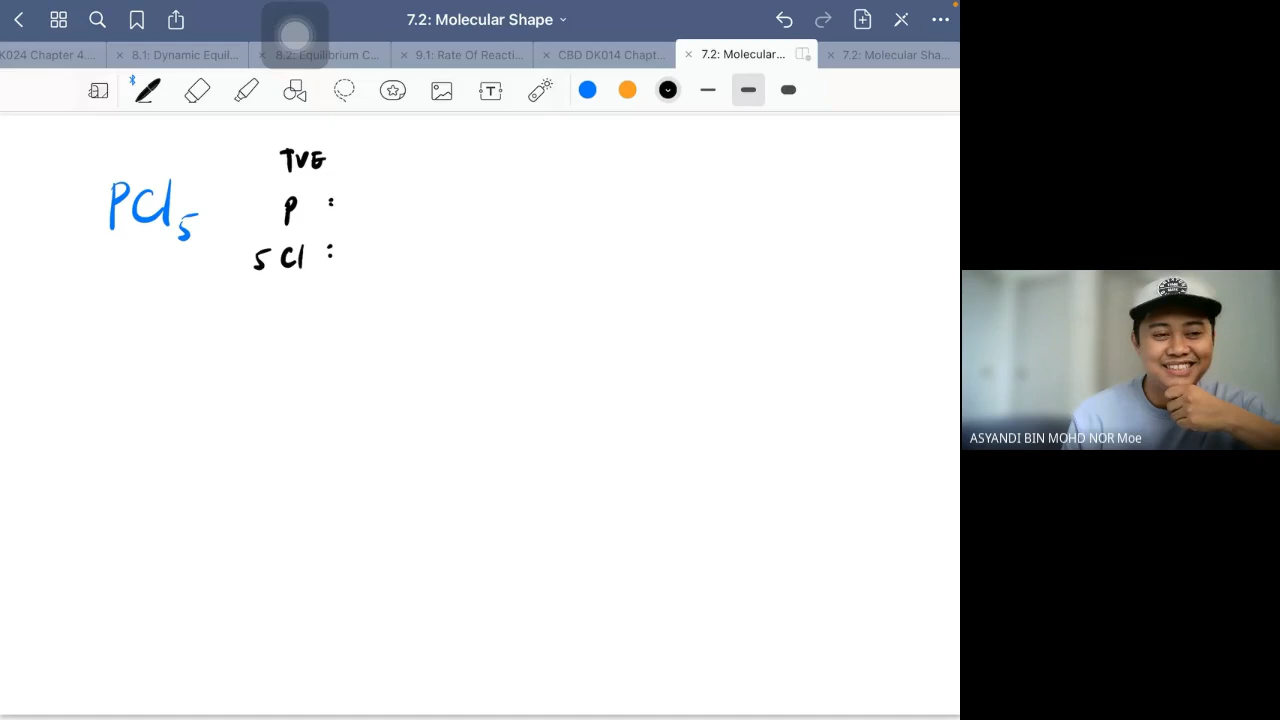 7.2: Molecular Shape
K024 Chapter 4....
8.1: Dynamic Equil...
8.2: Equilibrium C...
9.1: Rate Of Reacti...
CBD DK014 Chapt...
7.2: Molecular...
7.2: Molecular Sha...
T
TVE
PCl5
P :
5 Cl :
ASYANDI BIN MOHD NOR Moe